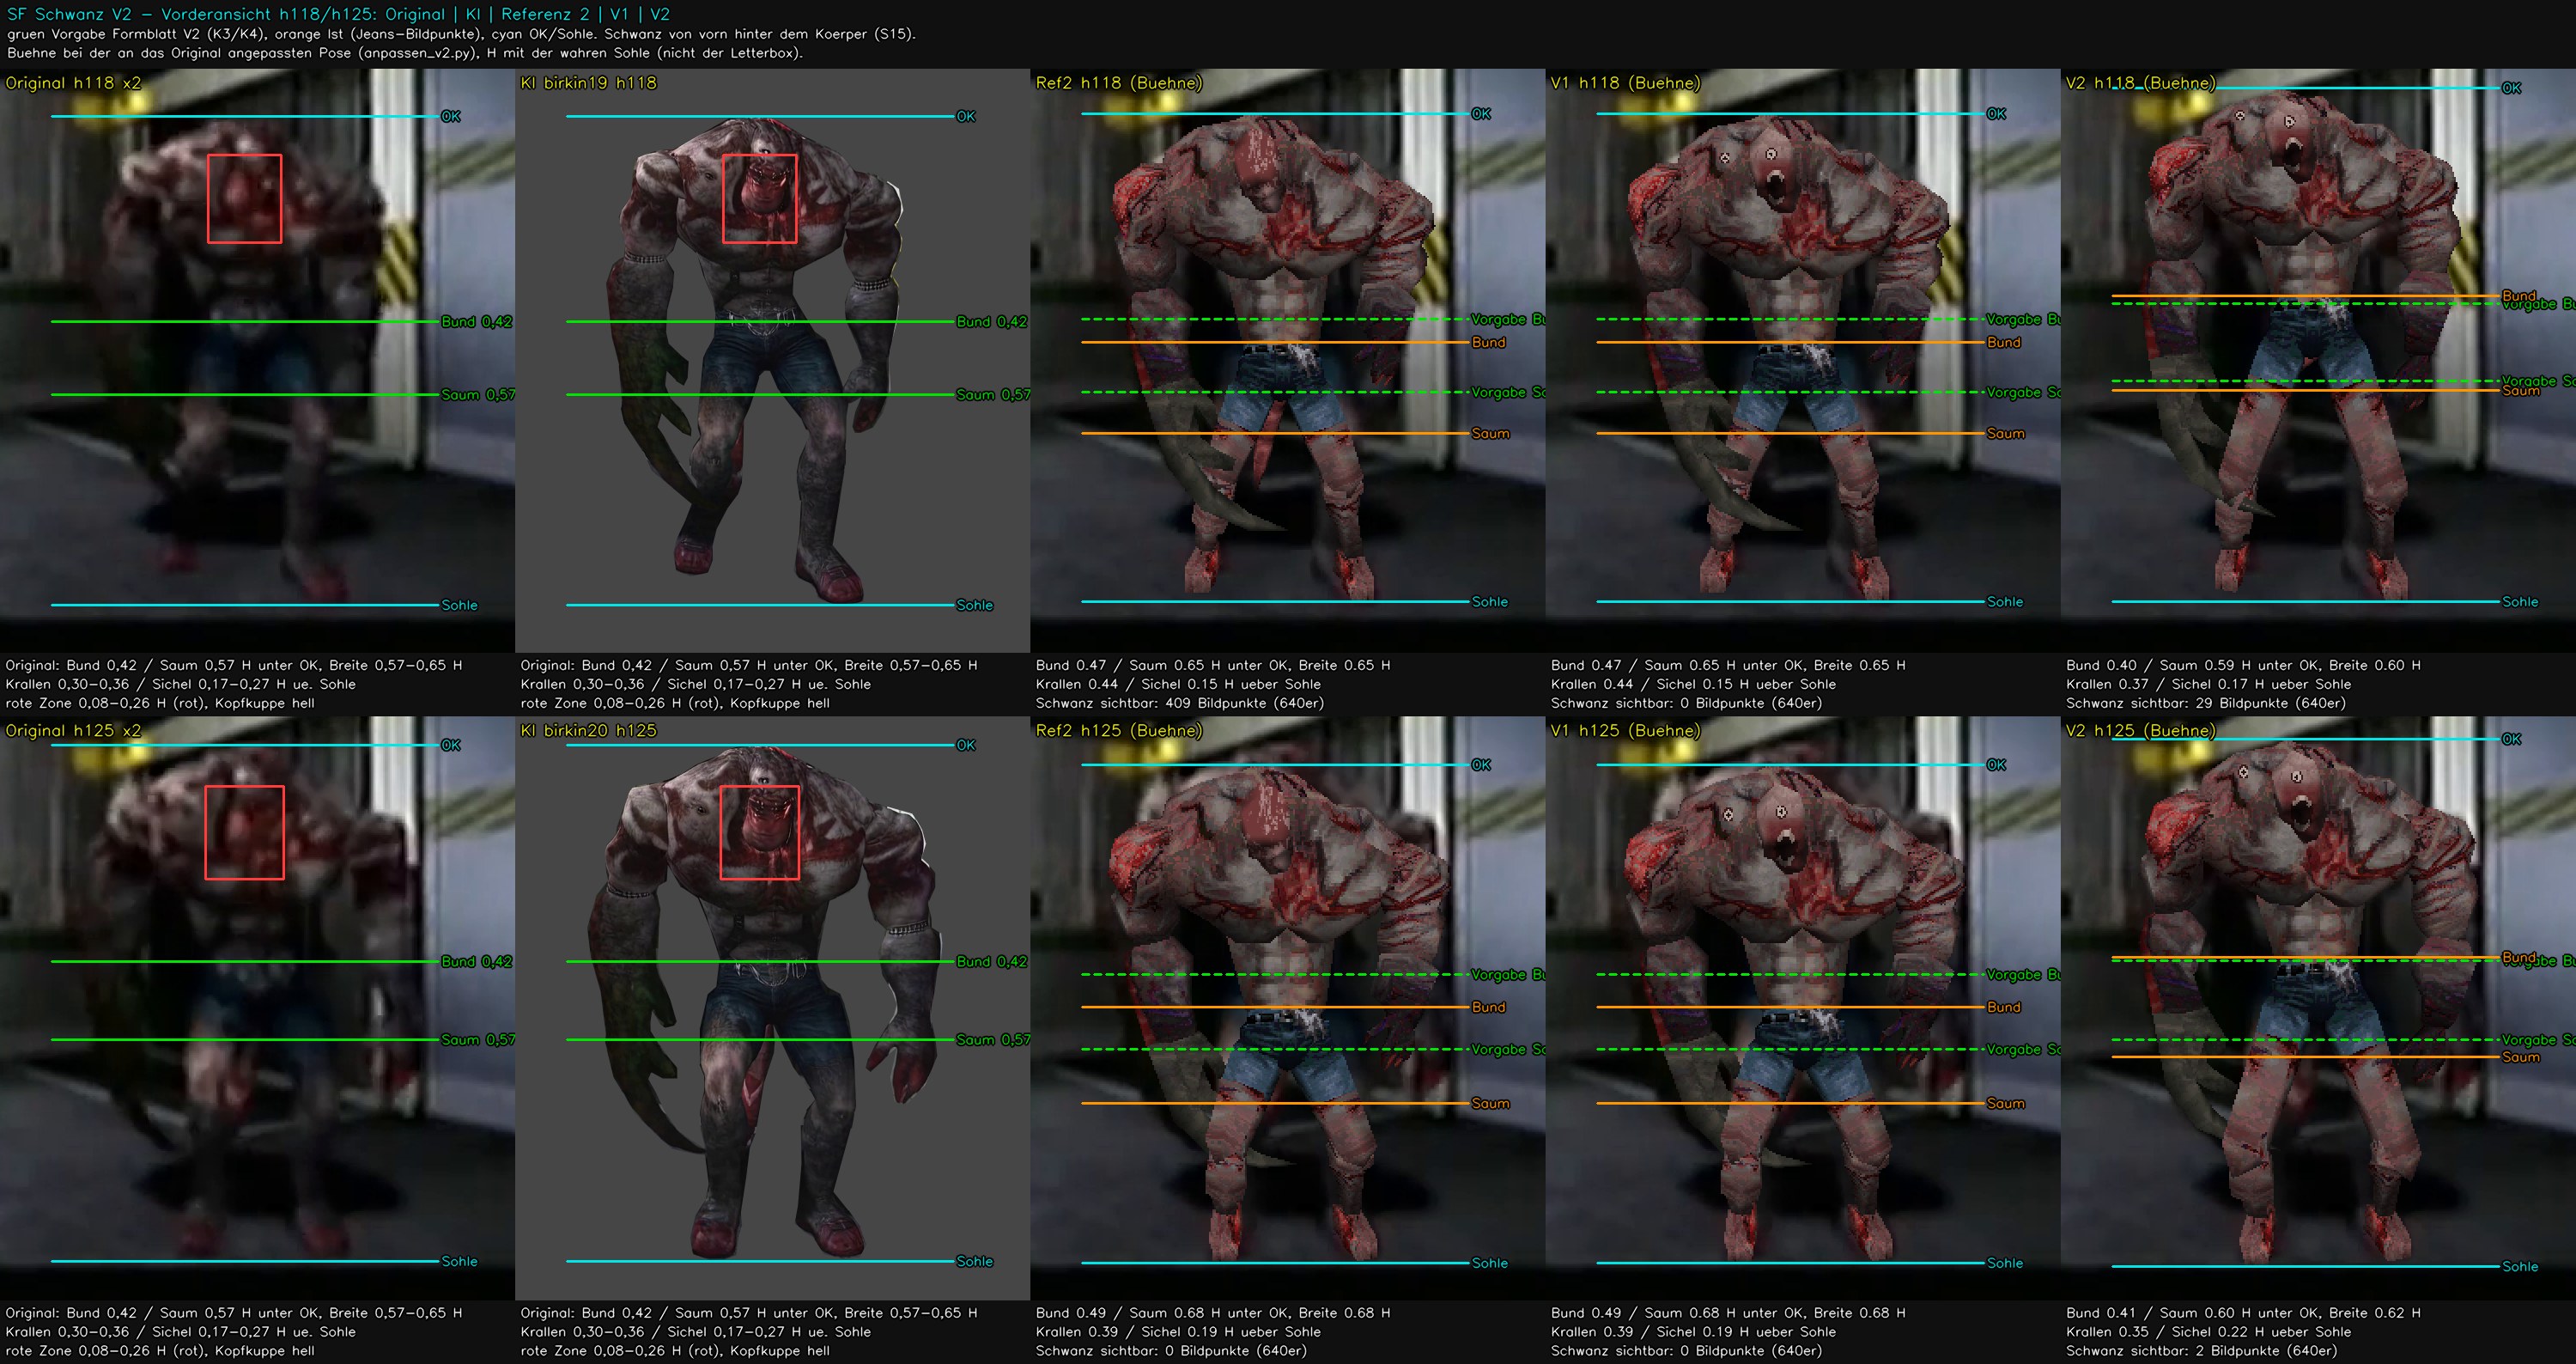 SF Schwanz V2 – Vorderansicht h118/h125: Original | KI | Referenz 2 | V1 | V2
gruen Vorgabe Formblatt V2 (K3/K4), orange Ist (Jeans-Bildpunkte), cyan OK/Sohle. Schwanz von vorn hinter dem Koerper (S15).
Buehne bei der an das Original angepassten Pose (anpassen_v2.py), H mit der wahren Sohle (nicht der Letterbox).
Original h118 x2
OK
Bund 0,42
Saum 0,57
Sohle
Original: Bund 0,42 / Saum 0,57 H unter OK, Breite 0,57–0,65 H
Krallen 0,30–0,36 / Sichel 0,17–0,27 H ue. Sohle
rote Zone 0,08–0,26 H (rot), Kopfkuppe hell
KI birkin19 h118
OK
Bund 0,42
Saum 0,57
Sohle
Original: Bund 0,42 / Saum 0,57 H unter OK, Breite 0,57–0,65 H
Krallen 0,30–0,36 / Sichel 0,17–0,27 H ue. Sohle
rote Zone 0,08–0,26 H (rot), Kopfkuppe hell
Ref2 h118 (Buehne)
OK
Vorgabe Bu
Bund
Vorgabe Sa
Saum
Sohle
Bund 0.47 / Saum 0.65 H unter OK, Breite 0.65 H
Krallen 0.44 / Sichel 0.15 H ueber Sohle
Schwanz sichtbar: 409 Bildpunkte (640er)
V1 h118 (Buehne)
OK
Vorgabe Bu
Bund
Vorgabe Sa
Saum
Sohle
Bund 0.47 / Saum 0.65 H unter OK, Breite 0.65 H
Krallen 0.44 / Sichel 0.15 H ueber Sohle
Schwanz sichtbar: 0 Bildpunkte (640er)
V2 h118 (Buehne)
OK
Bund
Vorgabe Bu
Vorgabe Sa
Saum
Sohle
Bund 0.40 / Saum 0.59 H unter OK, Breite 0.60 H
Krallen 0.37 / Sichel 0.17 H ueber Sohle
Schwanz sichtbar: 29 Bildpunkte (640er)
Original h125 x2
OK
Bund 0,42
Saum 0,57
Sohle
Original: Bund 0,42 / Saum 0,57 H unter OK, Breite 0,57–0,65 H
Krallen 0,30–0,36 / Sichel 0,17–0,27 H ue. Sohle
rote Zone 0,08–0,26 H (rot), Kopfkuppe hell
KI birkin20 h125
OK
Bund 0,42
Saum 0,57
Sohle
Original: Bund 0,42 / Saum 0,57 H unter OK, Breite 0,57–0,65 H
Krallen 0,30–0,36 / Sichel 0,17–0,27 H ue. Sohle
rote Zone 0,08–0,26 H (rot), Kopfkuppe hell
Ref2 h125 (Buehne)
OK
Vorgabe Bu
Bund
Vorgabe Sa
Saum
Sohle
Bund 0.49 / Saum 0.68 H unter OK, Breite 0.68 H
Krallen 0.39 / Sichel 0.19 H ueber Sohle
Schwanz sichtbar: 0 Bildpunkte (640er)
V1 h125 (Buehne)
OK
Vorgabe Bu
Bund
Vorgabe Sa
Saum
Sohle
Bund 0.49 / Saum 0.68 H unter OK, Breite 0.68 H
Krallen 0.39 / Sichel 0.19 H ueber Sohle
Schwanz sichtbar: 0 Bildpunkte (640er)
V2 h125 (Buehne)
OK
Bund
Vorgabe Bu
Vorgabe Sa
Saum
Sohle
Bund 0.41 / Saum 0.60 H unter OK, Breite 0.62 H
Krallen 0.35 / Sichel 0.22 H ueber Sohle
Schwanz sichtbar: 2 Bildpunkte (640er)